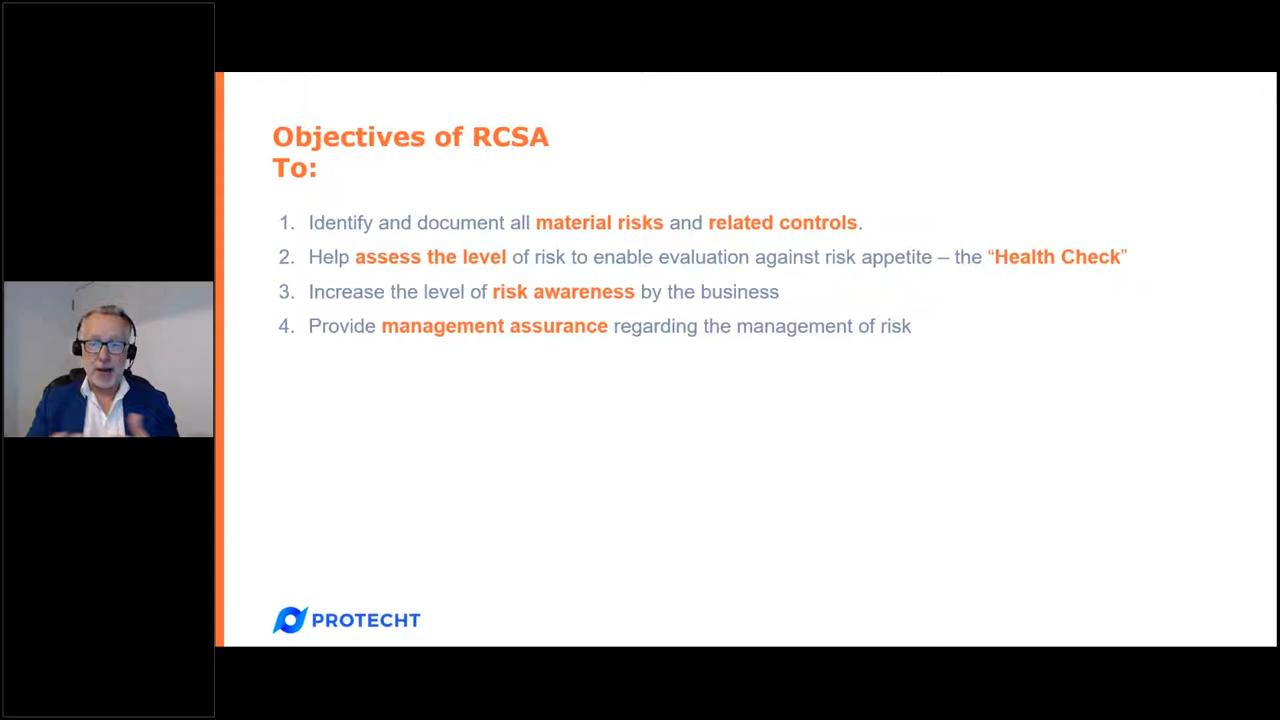 Objectives of RCSA
To:
1. Identify and document all material risks and related controls.
2. Help assess the level of risk to enable evaluation against risk appetite – the “Health Check”
3. Increase the level of risk awareness by the business
4. Provide management assurance regarding the management of risk
PROTECHT